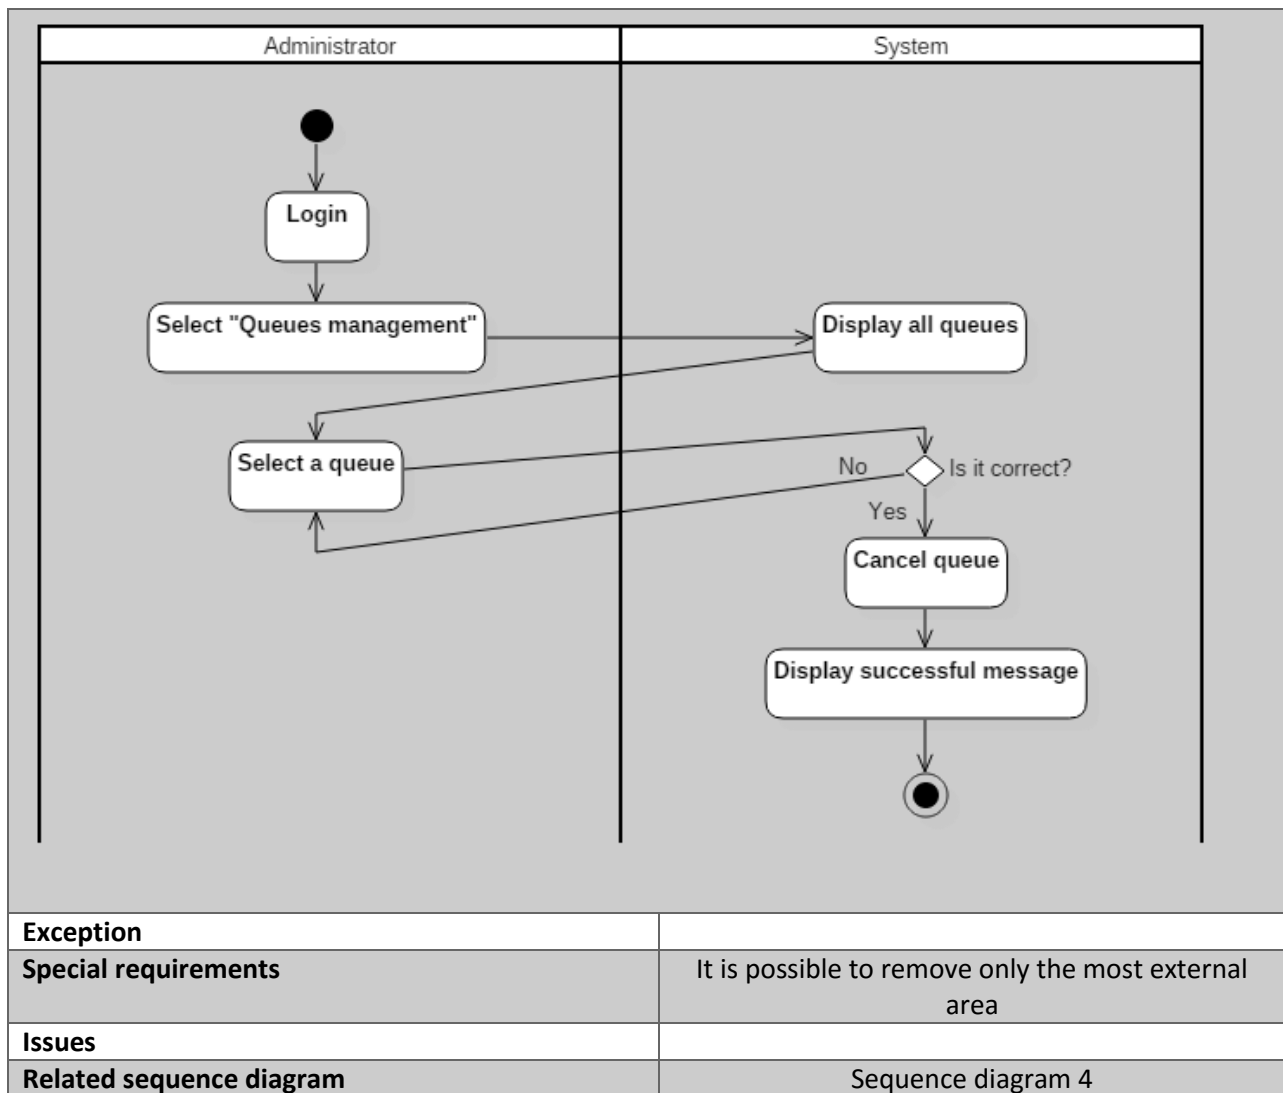 Administrator
System
Login
Select "Queues management"
Display all queues
Select a queue
No
Is it correct?
Yes
Cancel queue
Display successful message
Exception
Special requirements
It is possible to remove only the most external
area
Issues
Related sequence diagram
Sequence diagram 4